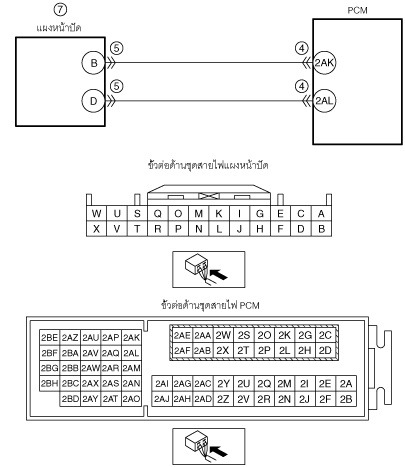 ⑦
แผงหน้าปัด
PCM
B ⑤ ④ 2AK
D ⑤ ④ 2AL
ขั้วต่อด้านชุดสายไฟแผงหน้าปัด
W U S Q O M K I G E C A
X V T R P N L J H F D B
ขั้วต่อด้านชุดสายไฟ PCM
2BE 2AZ 2AU 2AP 2AK 2AE 2AA 2W 2S 2O 2K 2G 2C
2BF 2BA 2AV 2AQ 2AL 2AF 2AB 2X 2T 2P 2L 2H 2D
2BG 2BB 2AW 2AR 2AM
2BH 2BC 2AX 2AS 2AN 2AI 2AG 2AC 2Y 2U 2Q 2M 2I 2E 2A
2BD 2AY 2AT 2AO 2AJ 2AH 2AD 2Z 2V 2R 2N 2J 2F 2B